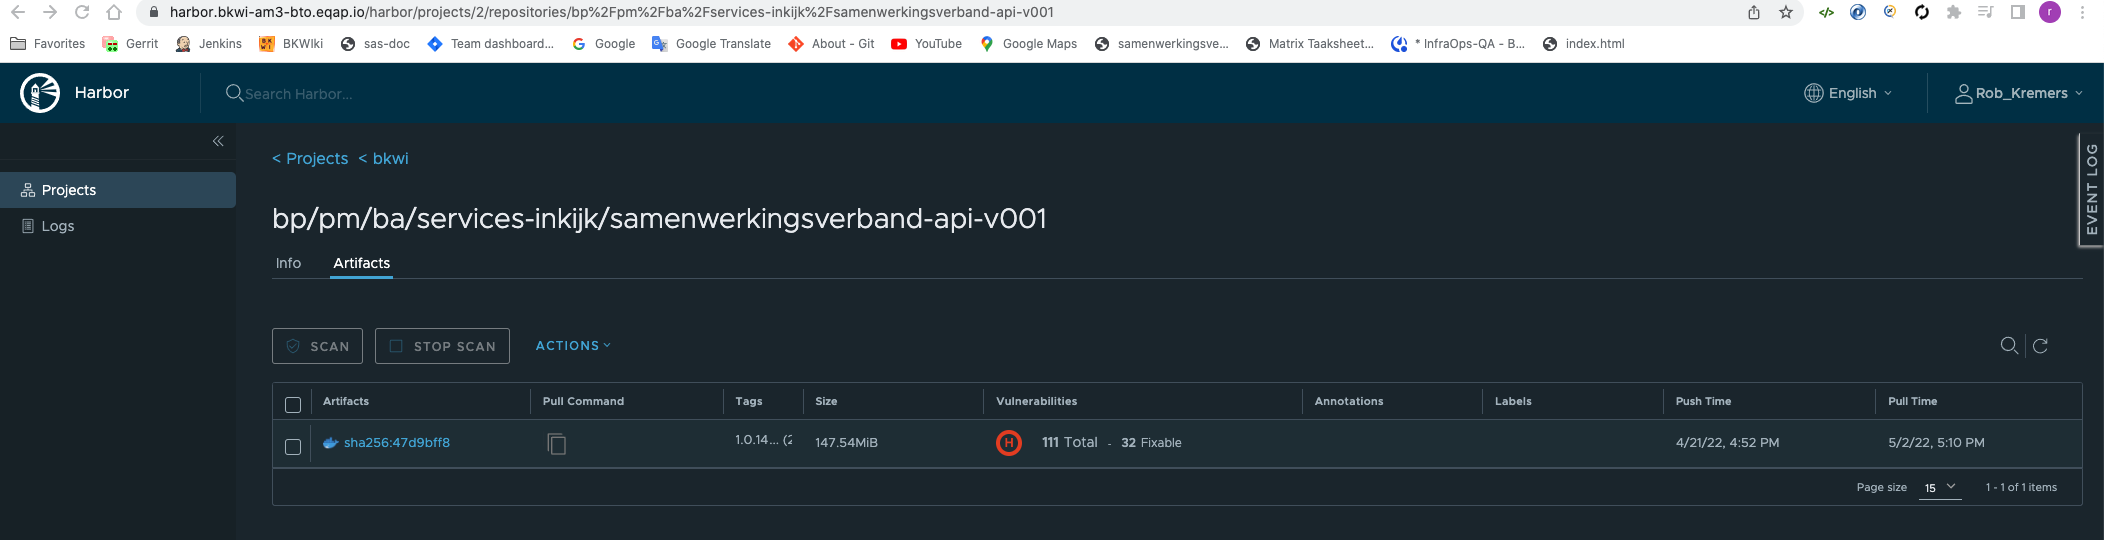 harbor.bkwi-am3-bto.eqap.io/harbor/projects/2/repositories/bp%2Fpm%2Fba%2Fservices-inkijk%2Fsamenwerkingsverband-api-v001
r
Favorites Gerrit Jenkins BKWIki sas-doc Team dashboard... Google Google Translate About - Git YouTube Google Maps samenwerkingsve... Matrix Taaksheet... * InfraOps-QA - B... index.html
Harbor Search Harbor... English Rob_Kremers
EVENT LOG
Projects
Logs
< Projects < bkwi
bp/pm/ba/services-inkijk/samenwerkingsverband-api-v001
Info Artifacts
SCAN STOP SCAN ACTIONS
Artifacts Pull Command Tags Size Vulnerabilities Annotations Labels Push Time Pull Time
sha256:47d9bff8 1.0.14... (2 147.54MiB H 111 Total - 32 Fixable 4/21/22, 4:52 PM 5/2/22, 5:10 PM
Page size 15 1 - 1 of 1 items